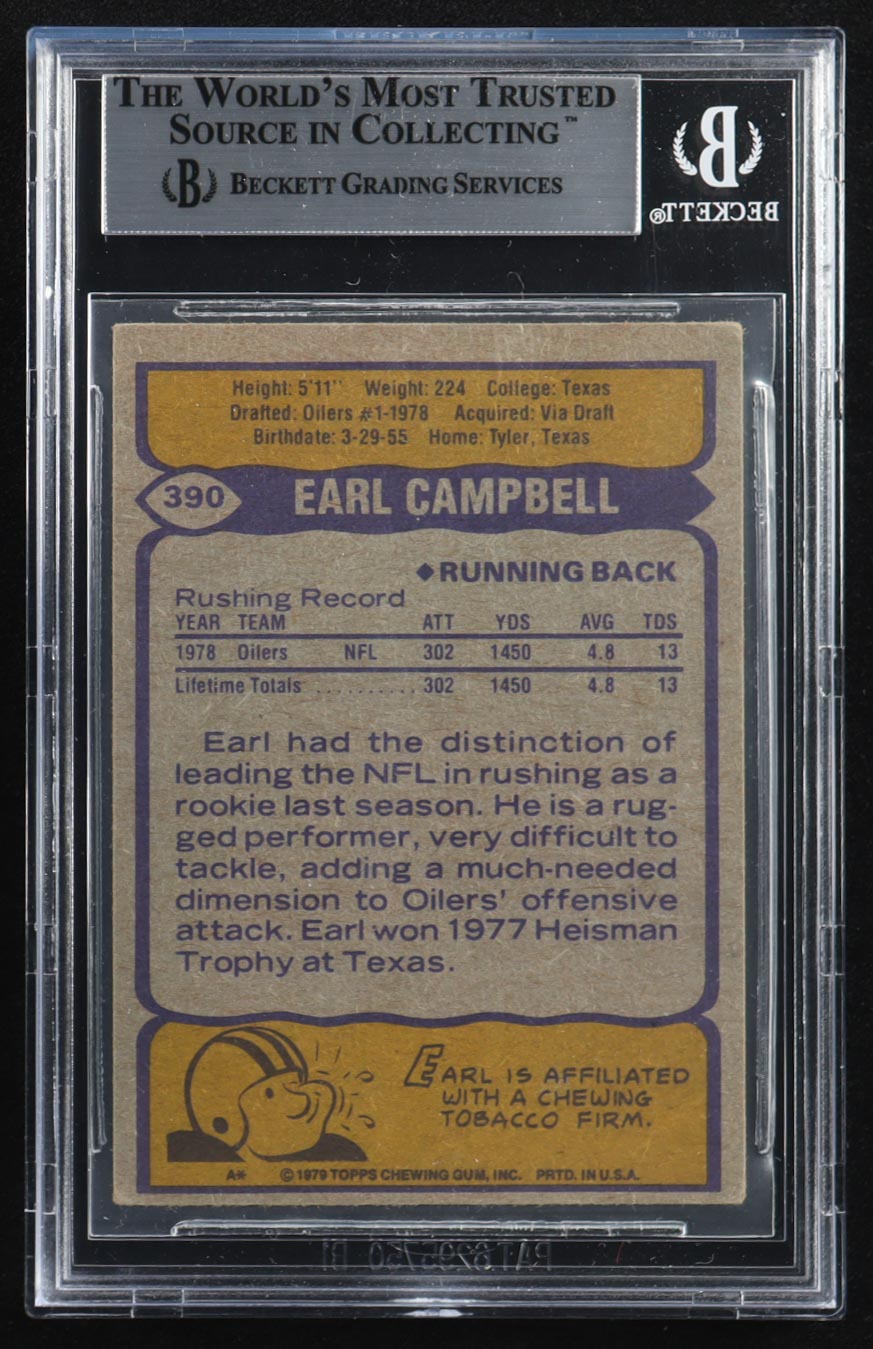 THE WORLD'S MOST TRUSTED
SOURCE IN COLLECTING™
B BECKETT GRADING SERVICES
B
BECKETT®
Height: 5'11" Weight: 224 College: Texas
Drafted: Oilers #1-1978 Acquired: Via Draft
Birthdate: 3-29-55 Home: Tyler, Texas
390 EARL CAMPBELL
◆RUNNING BACK
Rushing Record
YEAR TEAM ATT YDS AVG TDS
1978 Oilers NFL 302 1450 4.8 13
Lifetime Totals .......... 302 1450 4.8 13
Earl had the distinction of
leading the NFL in rushing as a
rookie last season. He is a rug-
ged performer, very difficult to
tackle, adding a much-needed
dimension to Oilers' offensive
attack. Earl won 1977 Heisman
Trophy at Texas.
EARL IS AFFILIATED
WITH A CHEWING
TOBACCO FIRM.
A* © 1979 TOPPS CHEWING GUM, INC. PRTD. IN U.S.A.